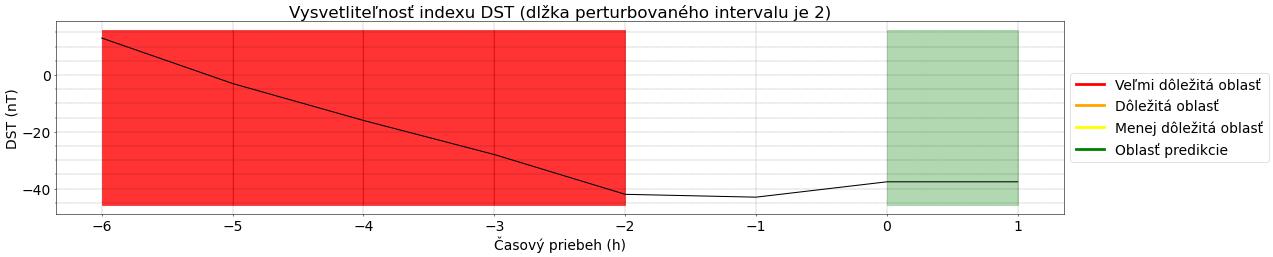 Vysvetliteľnosť indexu DST (dĺžka perturbovaného intervalu je 2)
DST (nT)
0
−20
−40
−6 −5 −4 −3 −2 −1 0 1
Časový priebeh (h)
Veľmi dôležitá oblasť
Dôležitá oblasť
Menej dôležitá oblasť
Oblasť predikcie